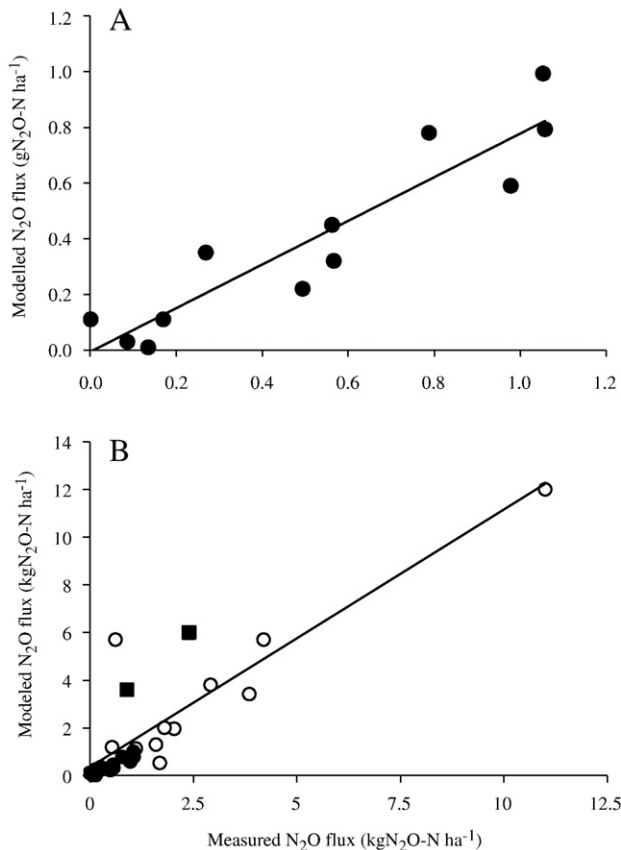 A
Modelled N₂O flux (gN₂O-N ha⁻¹)
1.2
1.0
0.8
0.6
0.4
0.2
0.0
0.0 0.2 0.4 0.6 0.8 1.0 1.2
B
Modeled N₂O flux (kgN₂O-N ha⁻¹)
14
12
10
8
6
4
2
0
0 2.5 5 7.5 10 12.5
Measured N₂O flux (kgN₂O-N ha⁻¹)